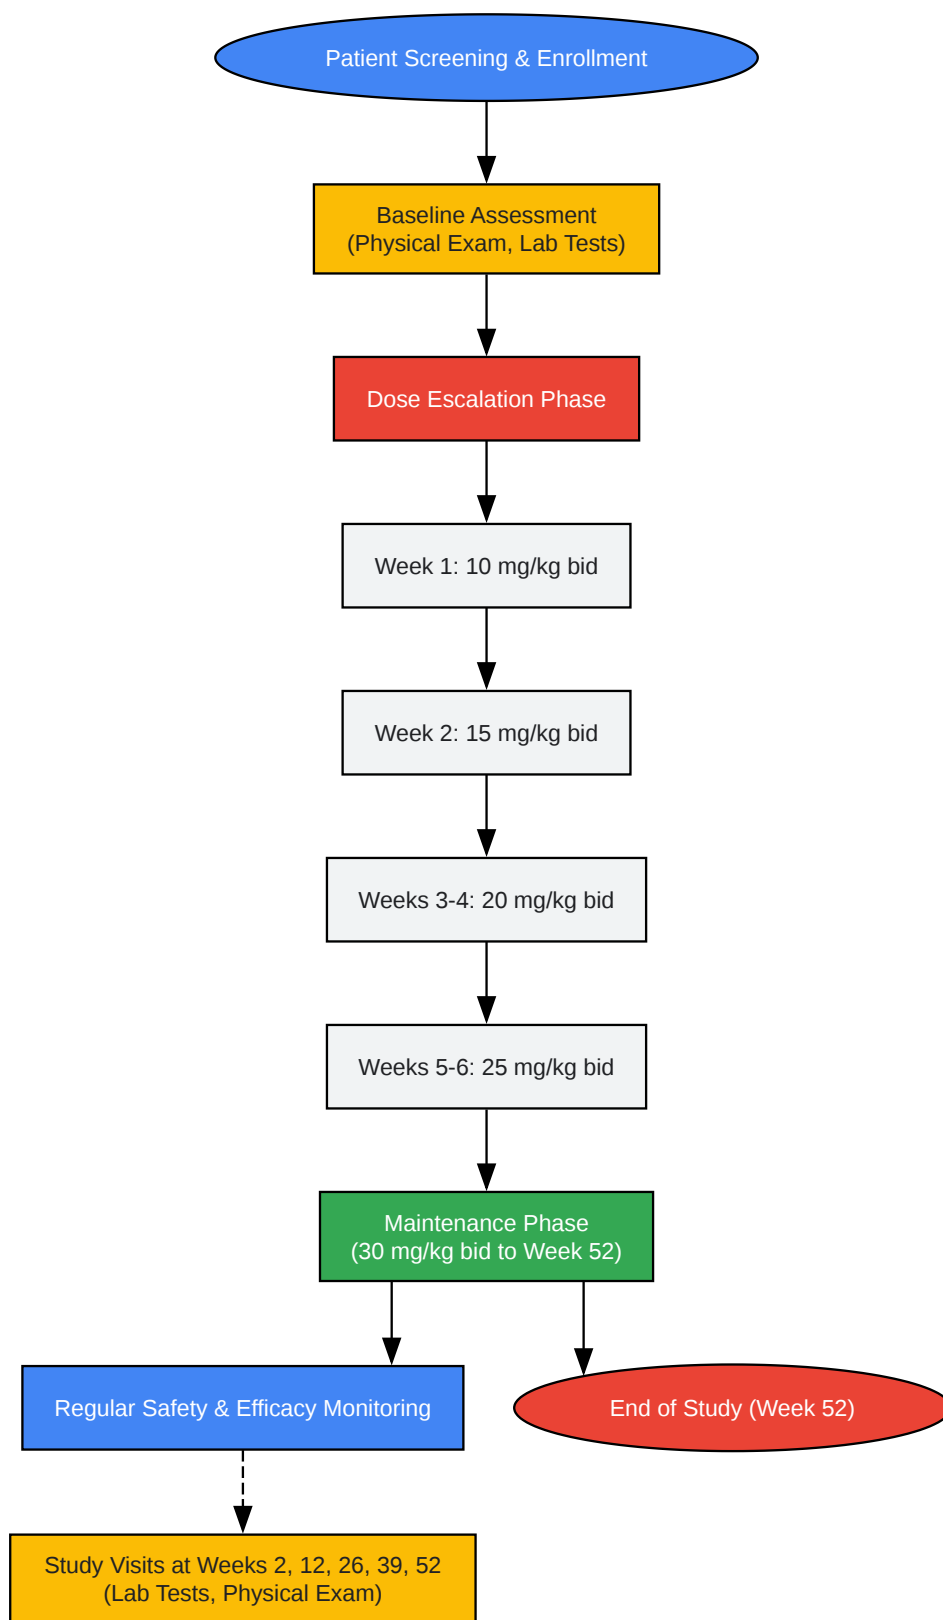 Patient Screening & Enrollment
Baseline Assessment
(Physical Exam, Lab Tests)
Dose Escalation Phase
Week 1: 10 mg/kg bid
Week 2: 15 mg/kg bid
Weeks 3-4: 20 mg/kg bid
Weeks 5-6: 25 mg/kg bid
Maintenance Phase
(30 mg/kg bid to Week 52)
Regular Safety & Efficacy Monitoring
End of Study (Week 52)
Study Visits at Weeks 2, 12, 26, 39, 52
(Lab Tests, Physical Exam)